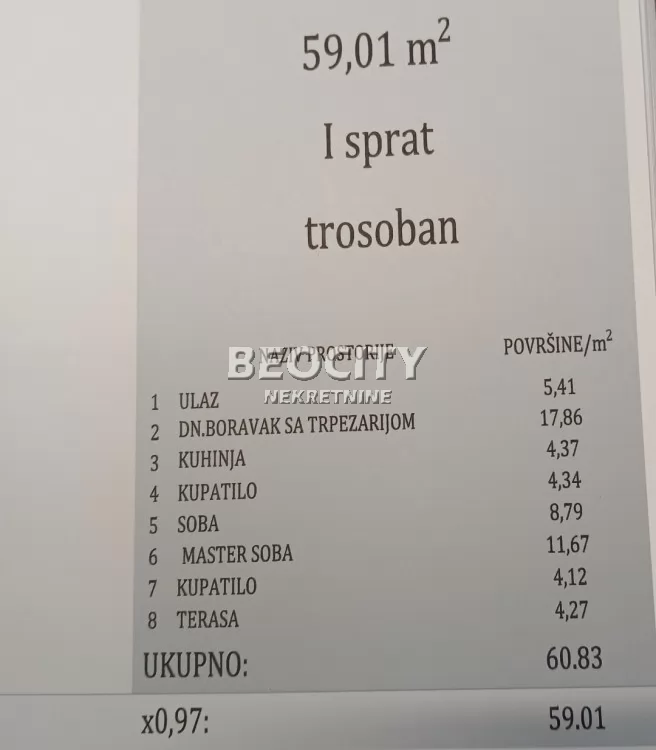 59,01 m²
I sprat
trosoban
NAZIV PROSTORIJE POVRŠINE/m²
BEOCITY
NEKRETNINE
1 ULAZ 5,41
2 DN.BORAVAK SA TRPEZARIJOM 17,86
3 KUHINJA 4,37
4 KUPATILO 4,34
5 SOBA 8,79
6 MASTER SOBA 11,67
7 KUPATILO 4,12
8 TERASA 4,27
UKUPNO: 60.83
x0,97: 59.01